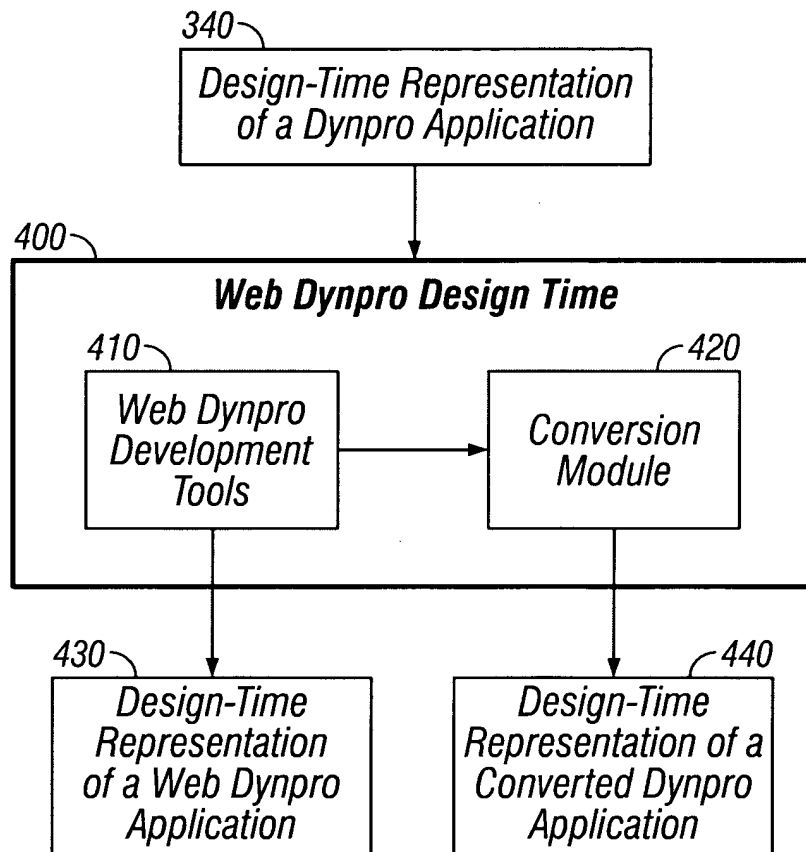 340
Design-Time Representation
of a Dynpro Application
400
Web Dynpro Design Time
410
Web Dynpro
Development
Tools
420
Conversion
Module
430
Design-Time
Representation
of a Web Dynpro
Application
440
Design-Time
Representation of a
Converted Dynpro
Application